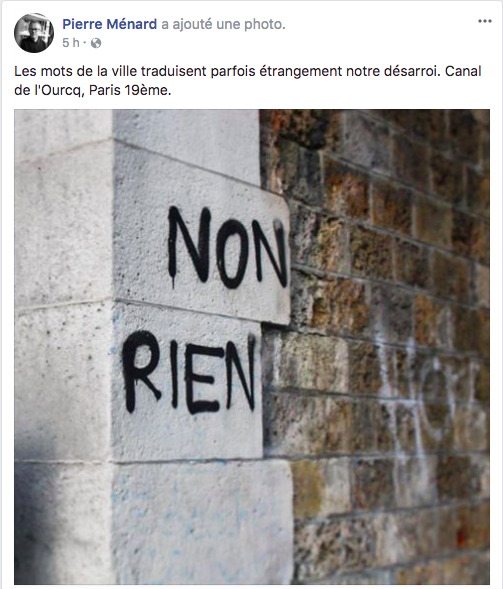 Pierre Ménard a ajouté une photo.
5 h ·
Les mots de la ville traduisent parfois étrangement notre désarroi. Canal
de l'Ourcq, Paris 19ème.
NON
RIEN